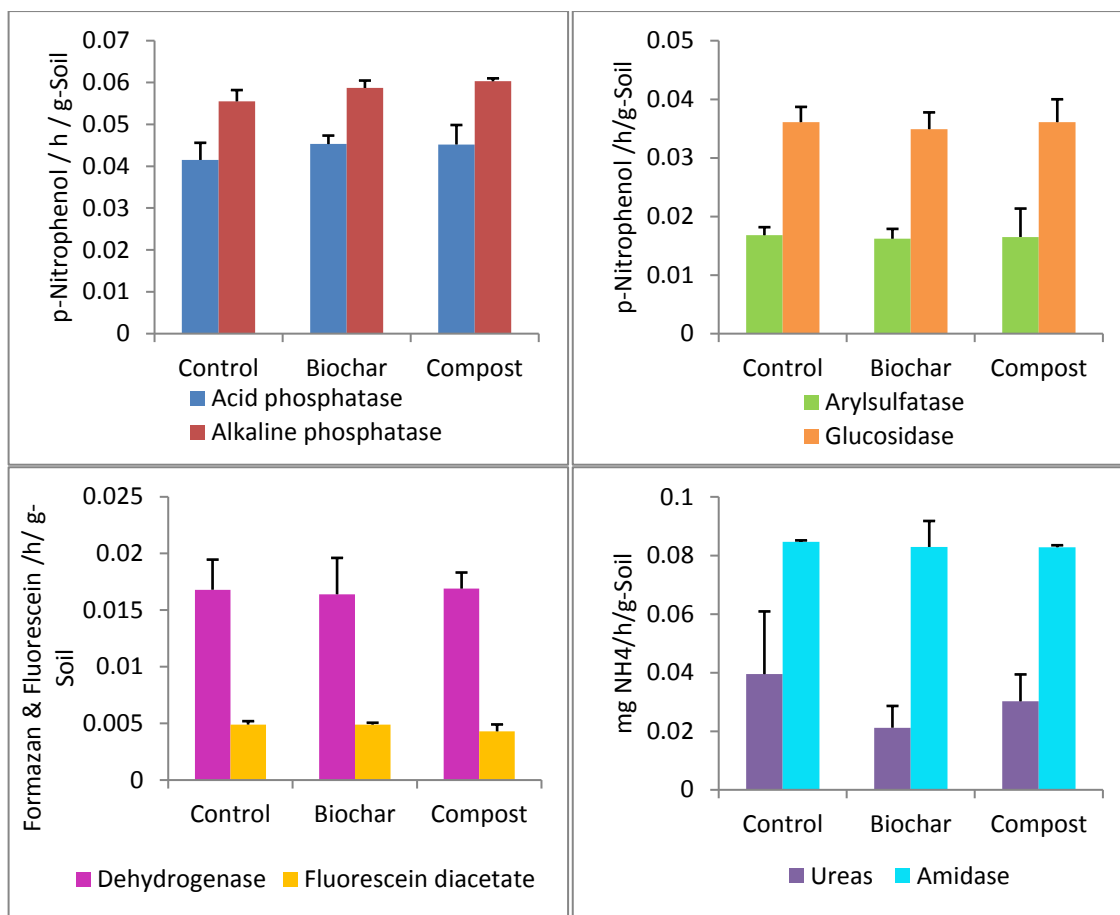 p-Nitrophenol / h / g-Soil
0.07
0.06
0.05
0.04
0.03
0.02
0.01
0
Control Biochar Compost
Acid phosphatase
Alkaline phosphatase
p-Nitrophenol /h/g-Soil
0.05
0.04
0.03
0.02
0.01
0
Control Biochar Compost
Arylsulfatase
Glucosidase
Formazan & Fluorescein /h/ g-
Soil
0.025
0.02
0.015
0.01
0.005
0
Control Biochar Compost
Dehydrogenase Fluorescein diacetate
mg NH4/h/g-Soil
0.1
0.08
0.06
0.04
0.02
0
Control Biochar Compost
Ureas Amidase